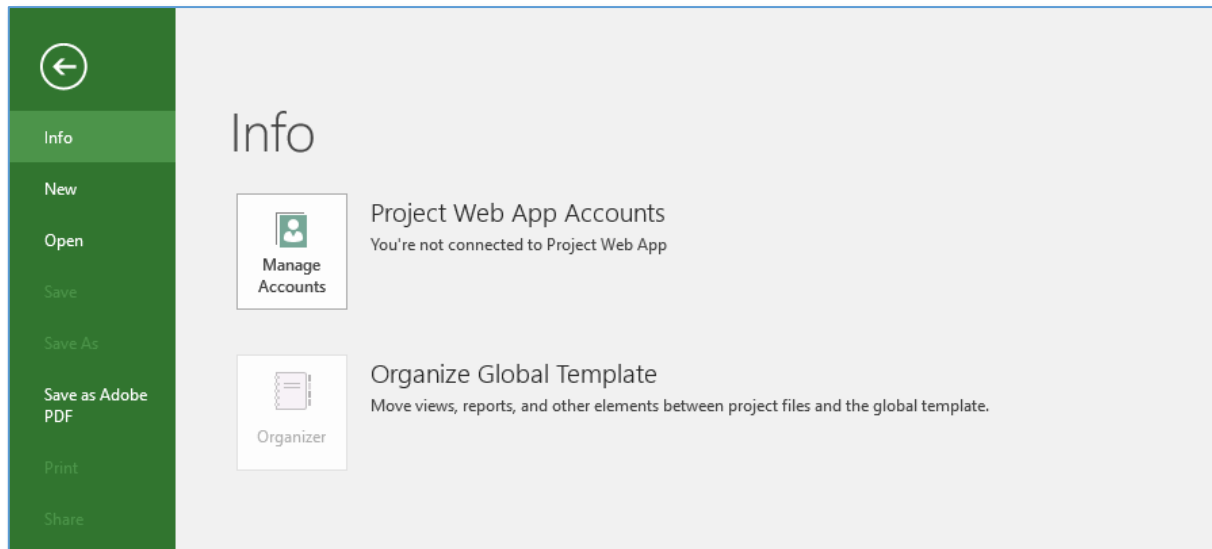 Info
New
Open
Save
Save As
Save as Adobe
PDF
Print
Share
Info
Manage
Accounts
Project Web App Accounts
You're not connected to Project Web App
Organizer
Organize Global Template
Move views, reports, and other elements between project files and the global template.